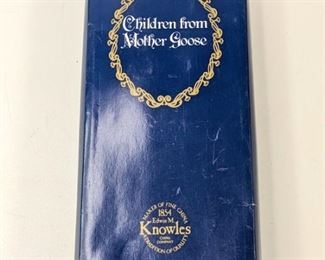 Children from
Mother Goose
MAKER OF FINE CHINA
1854
Edwin M.
Knowles
CHINA
COMPANY
TRADITION OF QUALITY